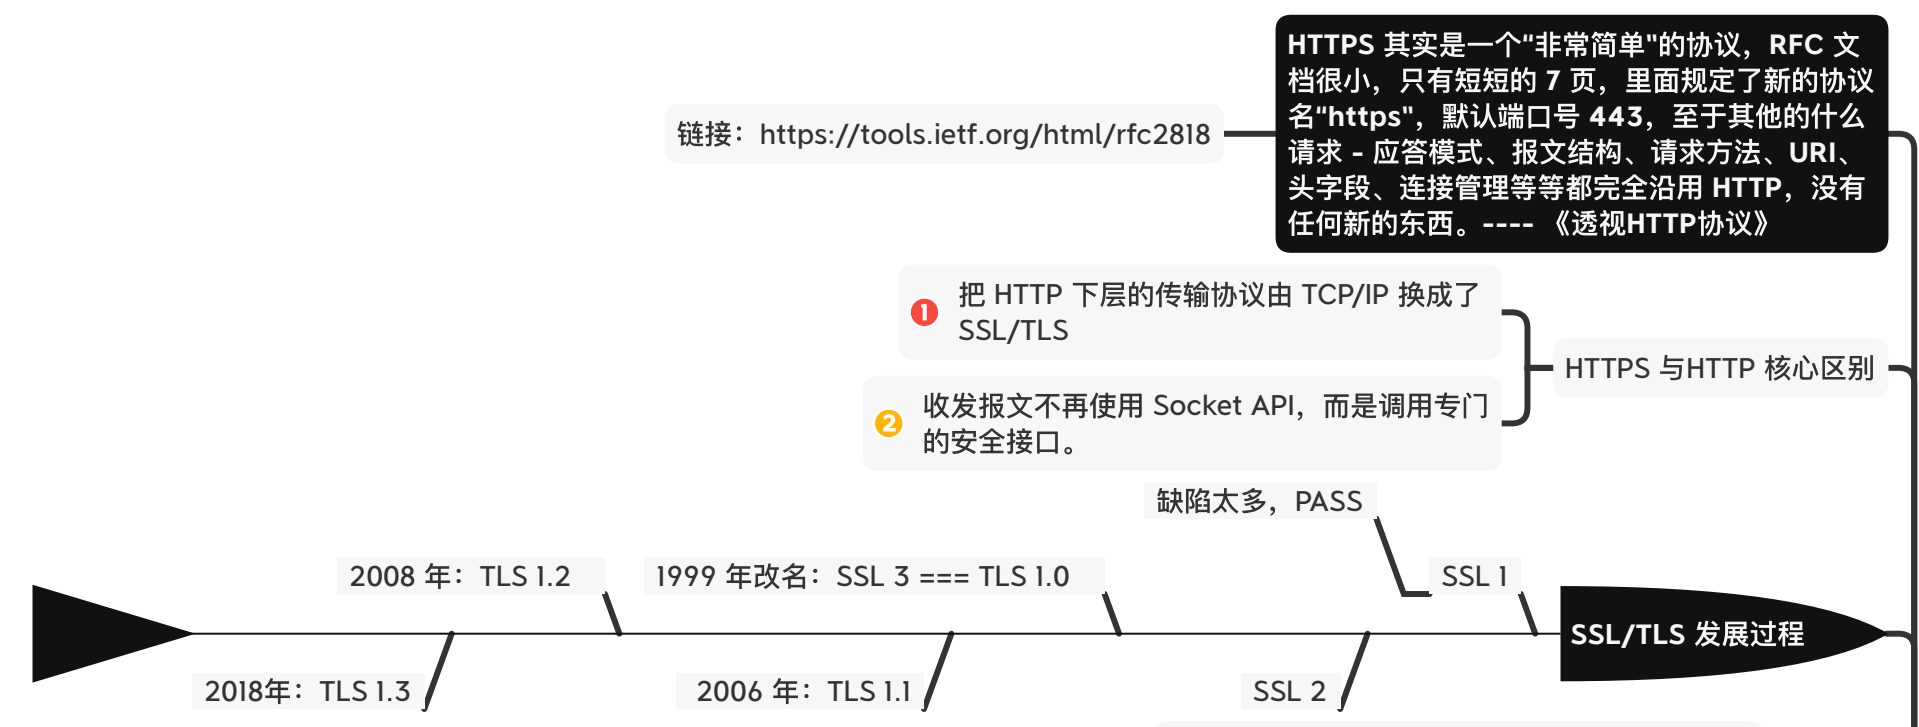 HTTPS 其实是一个“非常简单”的协议，RFC 文
档很小，只有短短的 7 页，里面规定了新的协议
名“https”，默认端口号 443，至于其他的什么
请求 - 应答模式、报文结构、请求方法、URI、
头字段、连接管理等等都完全沿用 HTTP，没有
任何新的东西。---- 《透视HTTP协议》
链接：https://tools.ietf.org/html/rfc2818
HTTPS 与HTTP 核心区别
1 把 HTTP 下层的传输协议由 TCP/IP 换成了
SSL/TLS
2 收发报文不再使用 Socket API，而是调用专门
的安全接口。
SSL/TLS 发展过程
SSL 1
缺陷太多，PASS
SSL 2
1999 年改名：SSL 3 === TLS 1.0
2006 年：TLS 1.1
2008 年：TLS 1.2
2018年：TLS 1.3